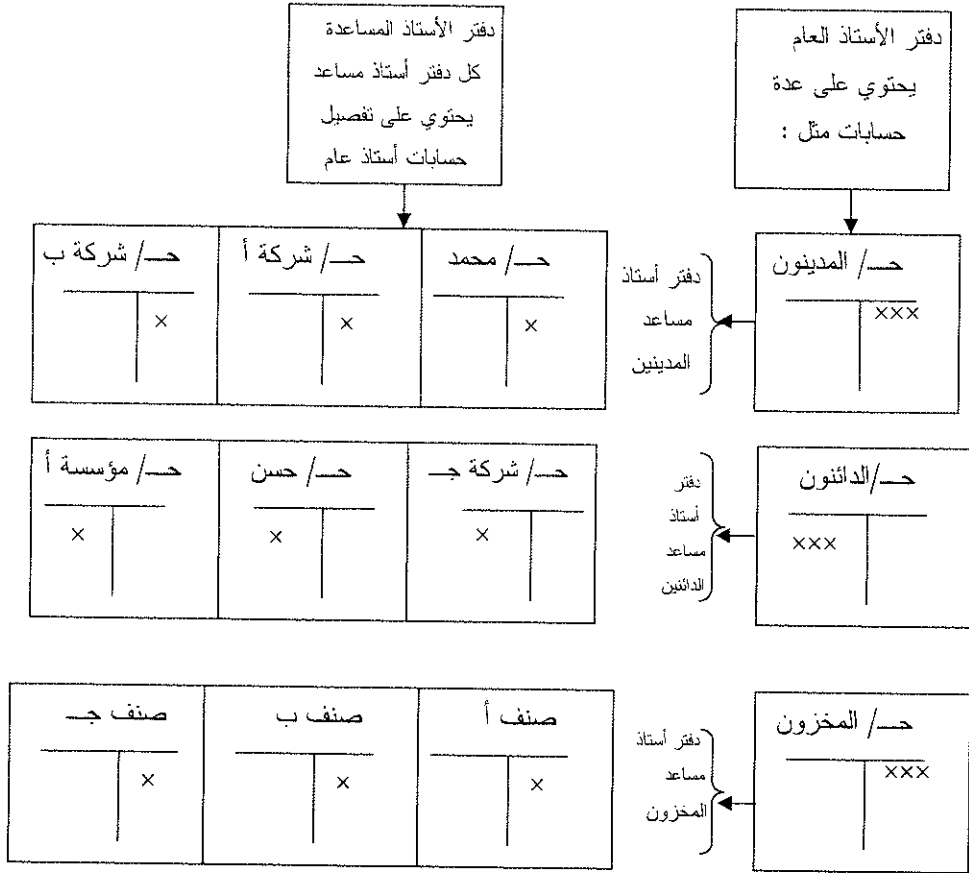 دفتر الأستاذ العام
يحتوي على عدة
حسابات مثل :
دفتر الأستاذ المساعدة
كل دفتر أستاذ مساعد
يحتوي على تفصيل
حسابات أستاذ عام
حـ/ المدينون
×××
دفتر أستاذ
مساعد
المدينين
حـ/ محمد
×
حـ/ شركة أ
×
حـ/ شركة ب
×
حـ/الدائنون
×××
دفتر
أستاذ
مساعد
الدائنين
حـ/ شركة جـ
×
حـ/ حسن
×
حـ/ مؤسسة أ
×
حـ/ المخزون
×××
دفتر أستاذ
مساعد
المخزون
صنف أ
×
صنف ب
×
صنف جـ
×